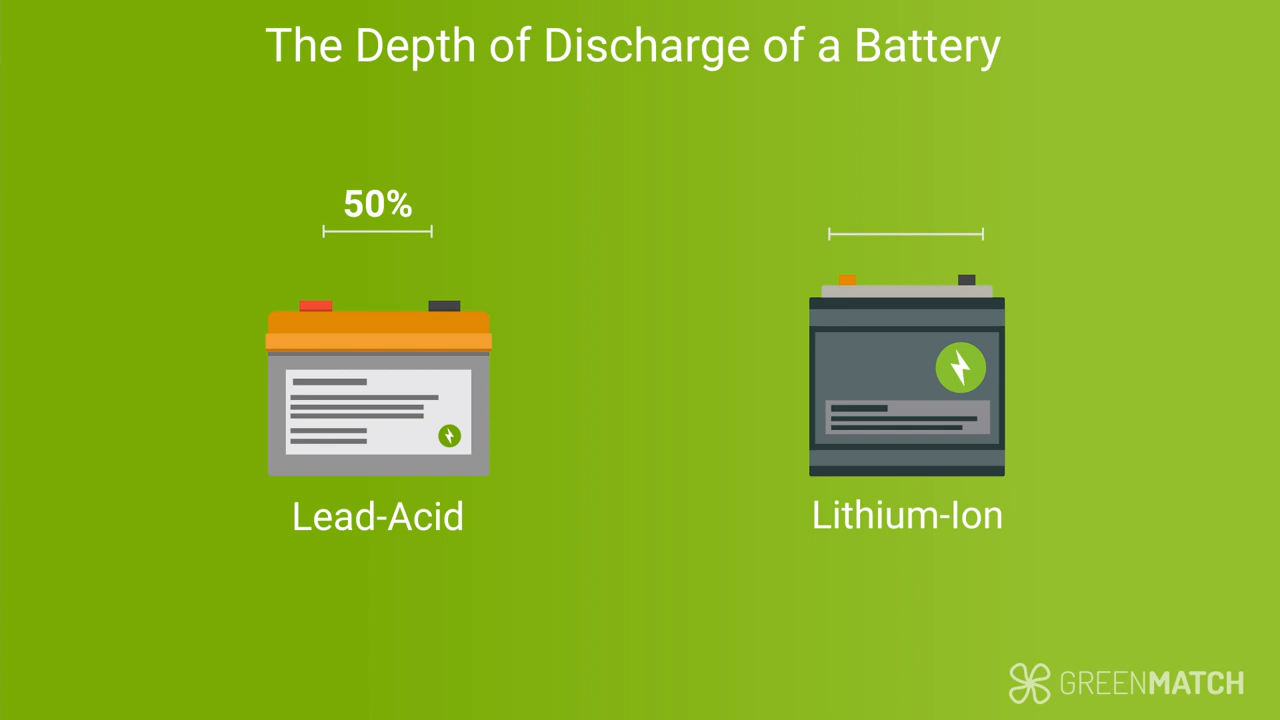 The Depth of Discharge of a Battery
50%
Lead-Acid
Lithium-Ion
GREENMATCH